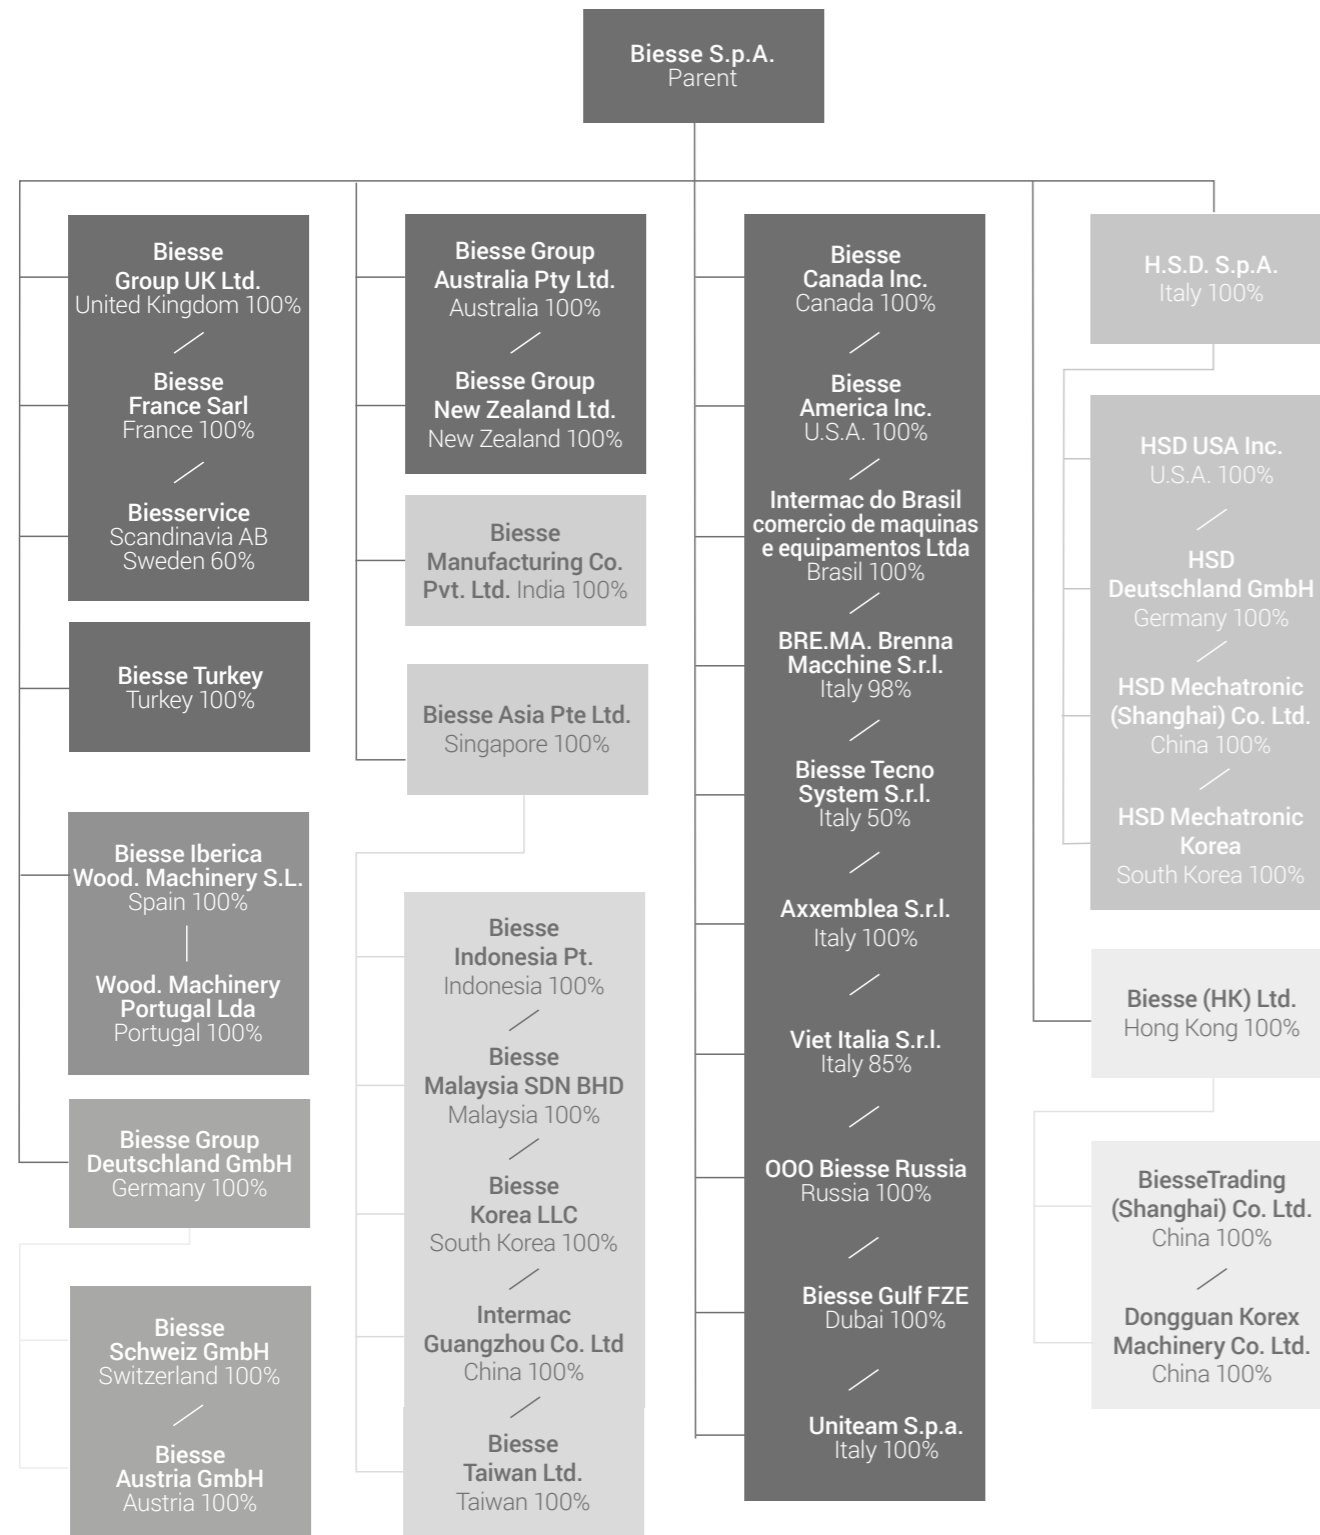 Biesse S.p.A.
Parent
Biesse
Group UK Ltd.
United Kingdom 100%
Biesse
France Sarl
France 100%
Biesservice
Scandinavia AB
Sweden 60%
Biesse Turkey
Turkey 100%
Biesse Iberica
Wood. Machinery S.L.
Spain 100%
Wood. Machinery
Portugal Lda
Portugal 100%
Biesse Group
Deutschland GmbH
Germany 100%
Biesse
Schweiz GmbH
Switzerland 100%
Biesse
Austria GmbH
Austria 100%
Biesse Group
Australia Pty Ltd.
Australia 100%
Biesse Group
New Zealand Ltd.
New Zealand 100%
Biesse
Manufacturing Co.
Pvt. Ltd. India 100%
Biesse Asia Pte Ltd.
Singapore 100%
Biesse
Indonesia Pt.
Indonesia 100%
Biesse
Malaysia SDN BHD
Malaysia 100%
Biesse
Korea LLC
South Korea 100%
Intermac
Guangzhou Co. Ltd
China 100%
Biesse
Taiwan Ltd.
Taiwan 100%
Biesse
Canada Inc.
Canada 100%
Biesse
America Inc.
U.S.A. 100%
Intermac do Brasil
comercio de maquinas
e equipamentos Ltda
Brasil 100%
BRE.MA. Brenna
Macchine S.r.l.
Italy 98%
Biesse Tecno
System S.r.l.
Italy 50%
Axxemblea S.r.l.
Italy 100%
Viet Italia S.r.l.
Italy 85%
OOO Biesse Russia
Russia 100%
Biesse Gulf FZE
Dubai 100%
Uniteam S.p.a.
Italy 100%
H.S.D. S.p.A.
Italy 100%
HSD USA Inc.
U.S.A. 100%
HSD
Deutschland GmbH
Germany 100%
HSD Mechatronic
(Shanghai) Co. Ltd.
China 100%
HSD Mechatronic
Korea
South Korea 100%
Biesse (HK) Ltd.
Hong Kong 100%
BiesseTrading
(Shanghai) Co. Ltd.
China 100%
Dongguan Korex
Machinery Co. Ltd.
China 100%